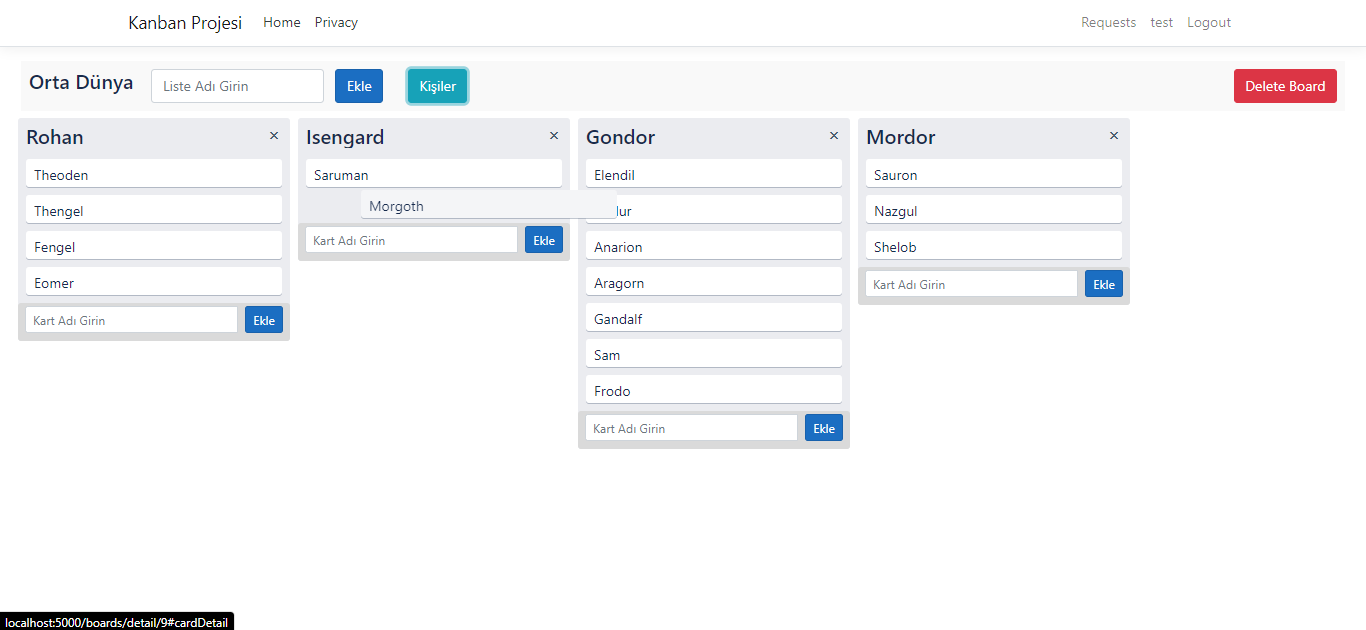 Kanban Projesi Home Privacy Requests test Logout
Orta Dünya Liste Adı Girin Ekle Kişiler Delete Board
Rohan ×
Theoden
Thengel
Fengel
Eomer
Kart Adı Girin Ekle
Isengard ×
Saruman
Morgoth
Kart Adı Girin Ekle
Gondor ×
Elendil
Anarion
Aragorn
Gandalf
Sam
Frodo
Kart Adı Girin Ekle
Mordor ×
Sauron
Nazgul
Shelob
Kart Adı Girin Ekle
localhost:5000/boards/detail/9#cardDetail